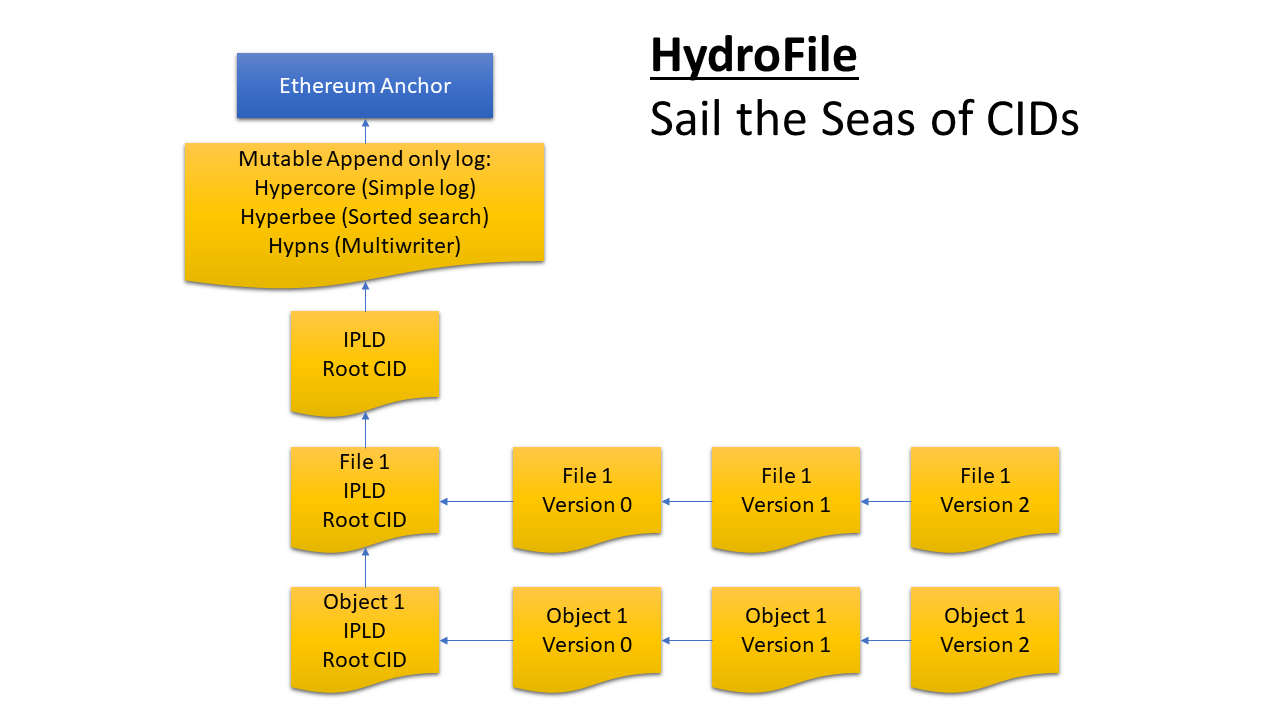 HydroFile
Sail the Seas of CIDs
Ethereum Anchor
Mutable Append only log:
Hypercore (Simple log)
Hyperbee (Sorted search)
Hypns (Multiwriter)
IPLD
Root CID
File 1
IPLD
Root CID
File 1
Version 0
File 1
Version 1
File 1
Version 2
Object 1
IPLD
Root CID
Object 1
Version 0
Object 1
Version 1
Object 1
Version 2